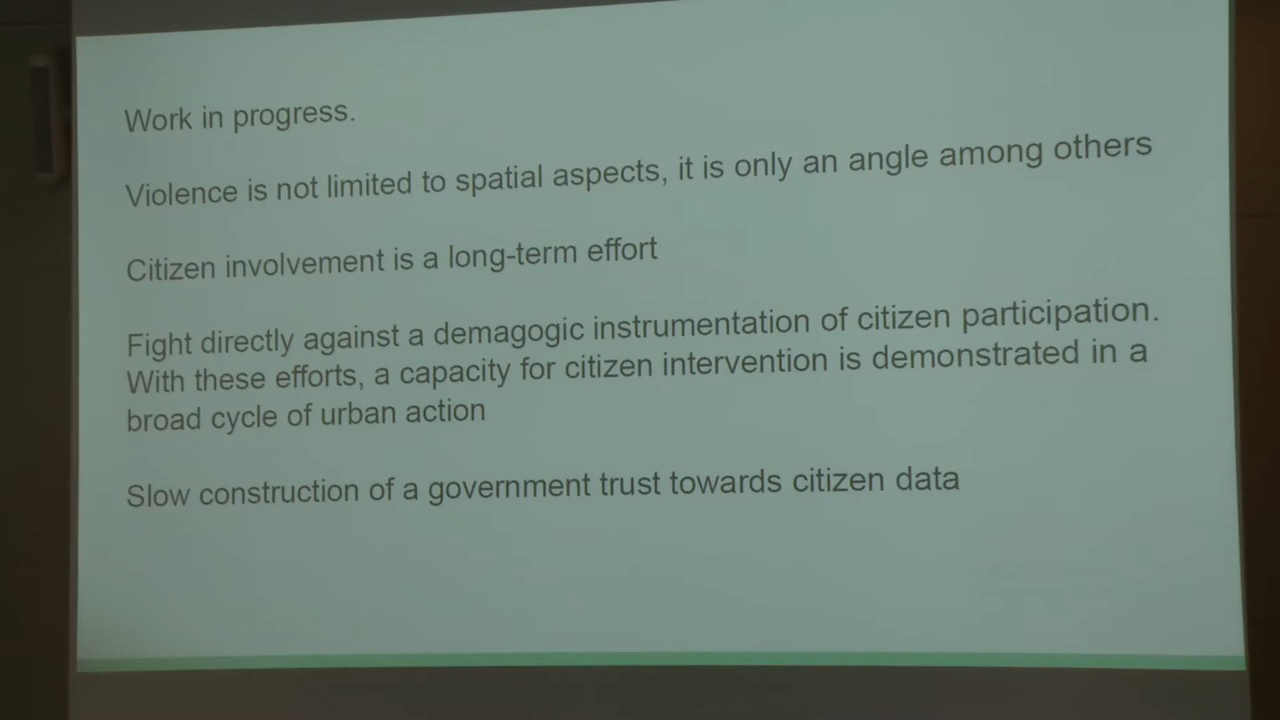 Work in progress.
Violence is not limited to spatial aspects, it is only an angle among others
Citizen involvement is a long-term effort
Fight directly against a demagogic instrumentation of citizen participation.
With these efforts, a capacity for citizen intervention is demonstrated in a
broad cycle of urban action
Slow construction of a government trust towards citizen data